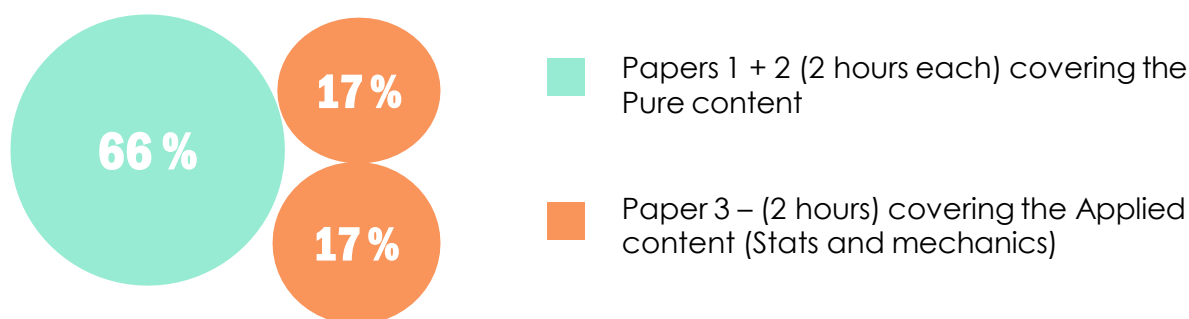 66 %
17 %
17 %
Papers 1 + 2 (2 hours each) covering the
Pure content
Paper 3 – (2 hours) covering the Applied
content (Stats and mechanics)